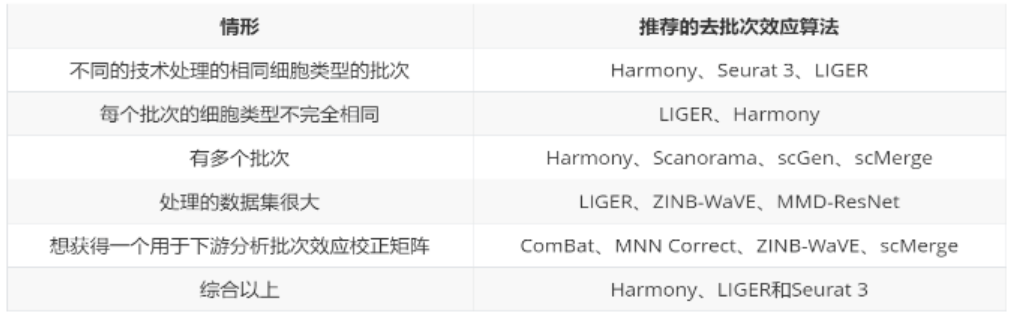 情形 推荐的去批次效应算法
不同的技术处理的相同细胞类型的批次 Harmony、Seurat 3、LIGER
每个批次的细胞类型不完全相同 LIGER、Harmony
有多个批次 Harmony、Scanorama、scGen、scMerge
处理的数据集很大 LIGER、ZINB-WaVE、MMD-ResNet
想获得一个用于下游分析批次效应校正矩阵 ComBat、MNN Correct、ZINB-WaVE、scMerge
综合以上 Harmony、LIGER和Seurat 3